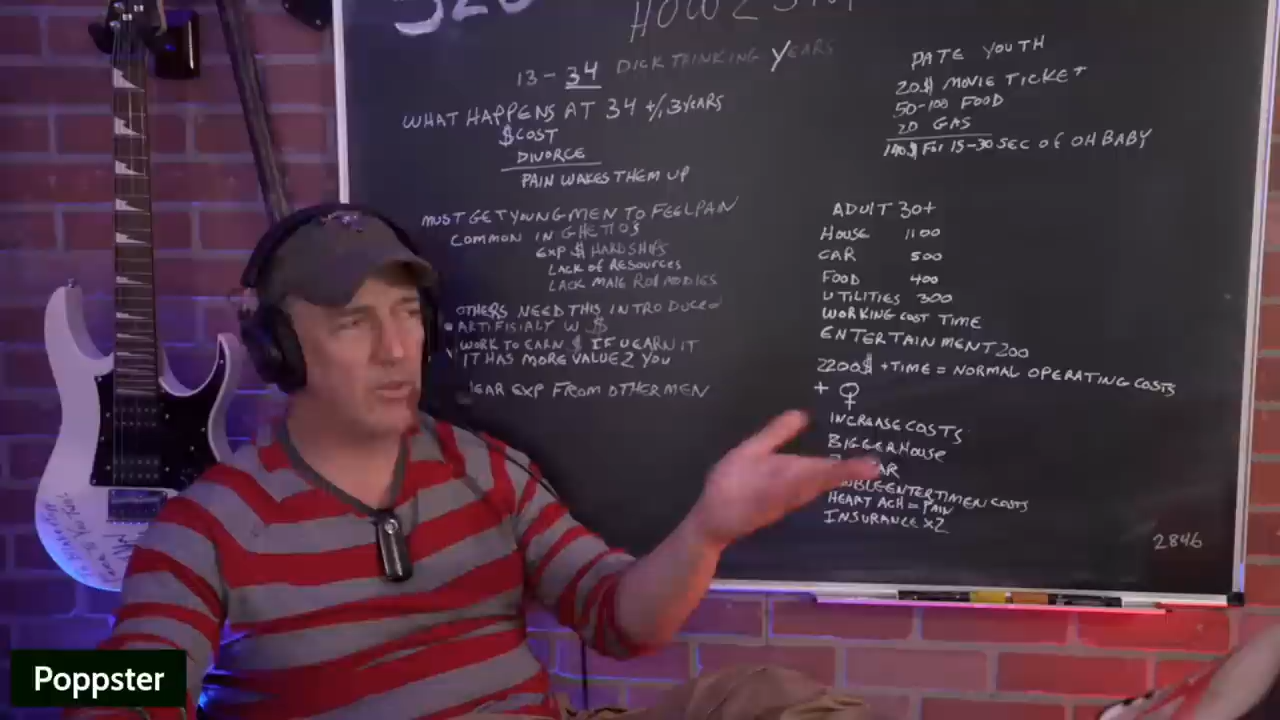 320
HOW 2 STOP
13 - 34 DICK THINKING YEARS
WHAT HAPPENS AT 34 +/, 3 YEARS
$ COST
DIVORCE
PAIN WAKES THEM UP
MUST GET YOUNG MEN TO FEEL PAIN
COMMON IN GHETTOS
EXP $ HARDSHIPS
LACK OF RESOURCES
LACK MALE
OTHERS NEED THIS INTRODUCED
ARTIFISIALY W $
WORK TO EARN $ IF U EARN IT
IT HAS MORE VALUE 2 YOU
EXP FROM OTHER MEN
DATE YOUTH
20$ MOVIE TICKET
50-100 FOOD
20 GAS
140$ FOR 15-30 SEC OF OH BABY
ADULT 30+
HOUSE 1100
CAR 500
FOOD 400
UTILITIES 300
WORKING COST TIME
ENTERTAINMENT 200
2200$ + TIME = NORMAL OPERATING COSTS
+ ♀
INCREASE COSTS
BIGGER HOUSE
ENTERTIMEN COSTS
HEART ACH = PAIN
INSURANCE X2
2846
Poppster